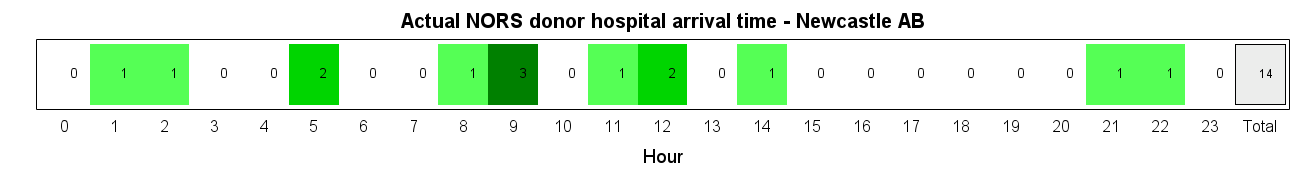 Actual NORS donor hospital arrival time - Newcastle AB
0 1 1 0 0 2 0 0 1 3 0 1 2 0 1 0 0 0 0 0 0 1 1 0 14
0 1 2 3 4 5 6 7 8 9 10 11 12 13 14 15 16 17 18 19 20 21 22 23 Total
Hour